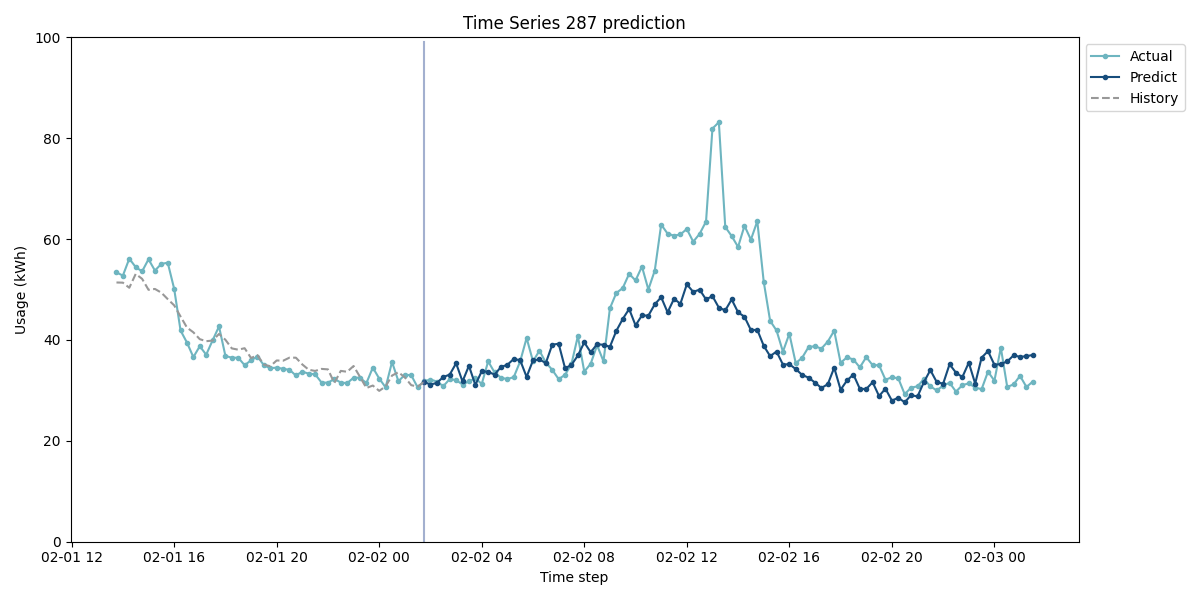 Time Series 287 prediction
100
80
60
40
20
0
Usage (kWh)
02-01 12 02-01 16 02-01 20 02-02 00 02-02 04 02-02 08 02-02 12 02-02 16 02-02 20 02-03 00
Time step
Actual
Predict
History